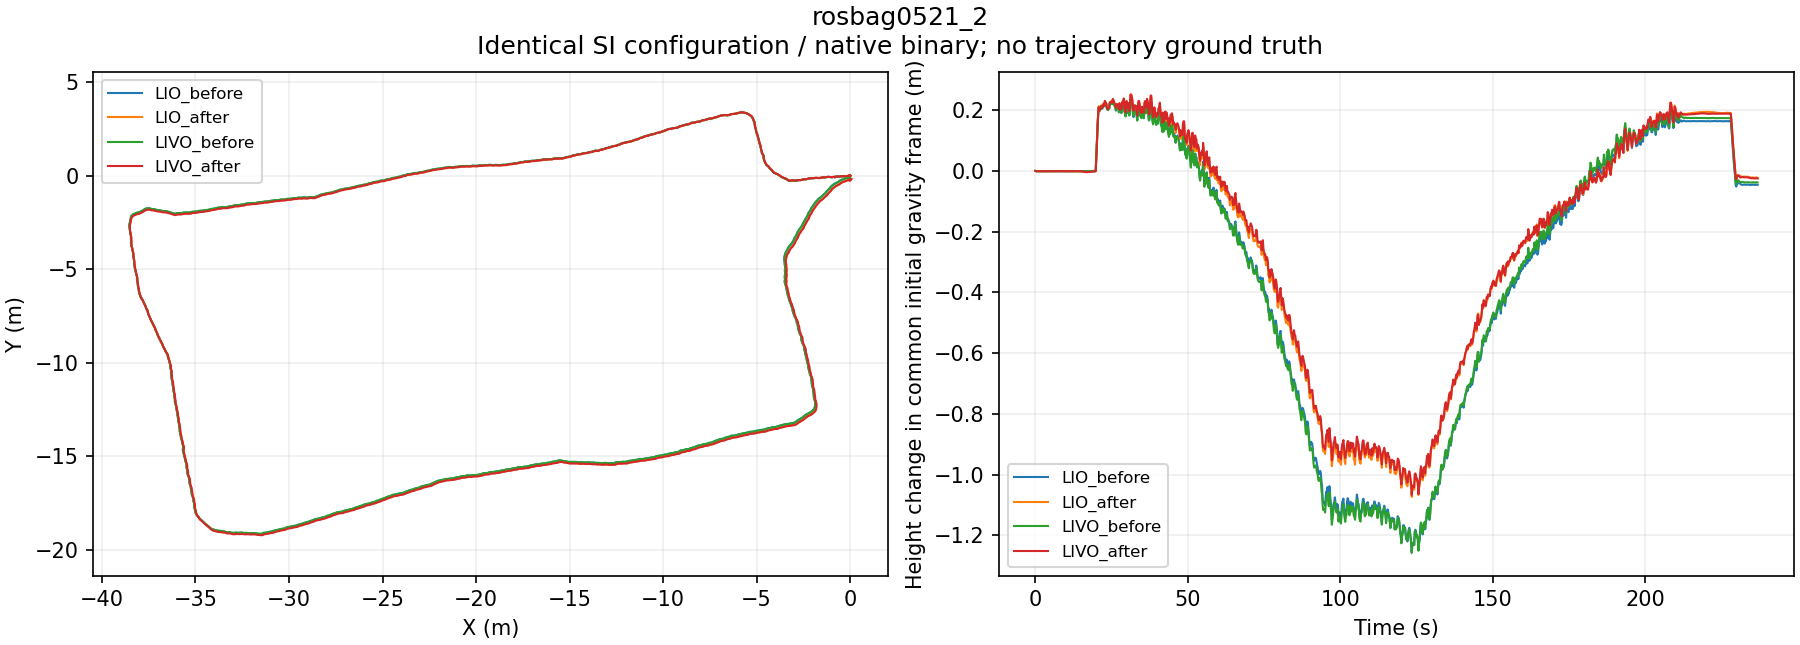 rosbag0521_2
Identical SI configuration / native binary; no trajectory ground truth
LIO_before
LIO_after
LIVO_before
LIVO_after
5
0
−5
−10
−15
−20
Y (m)
−40
−35
−30
−25
−20
−15
−10
−5
0
X (m)
Height change in common initial gravity frame (m)
0.2
0.0
−0.2
−0.4
−0.6
−0.8
−1.0
−1.2
LIO_before
LIO_after
LIVO_before
LIVO_after
0
50
100
150
200
Time (s)